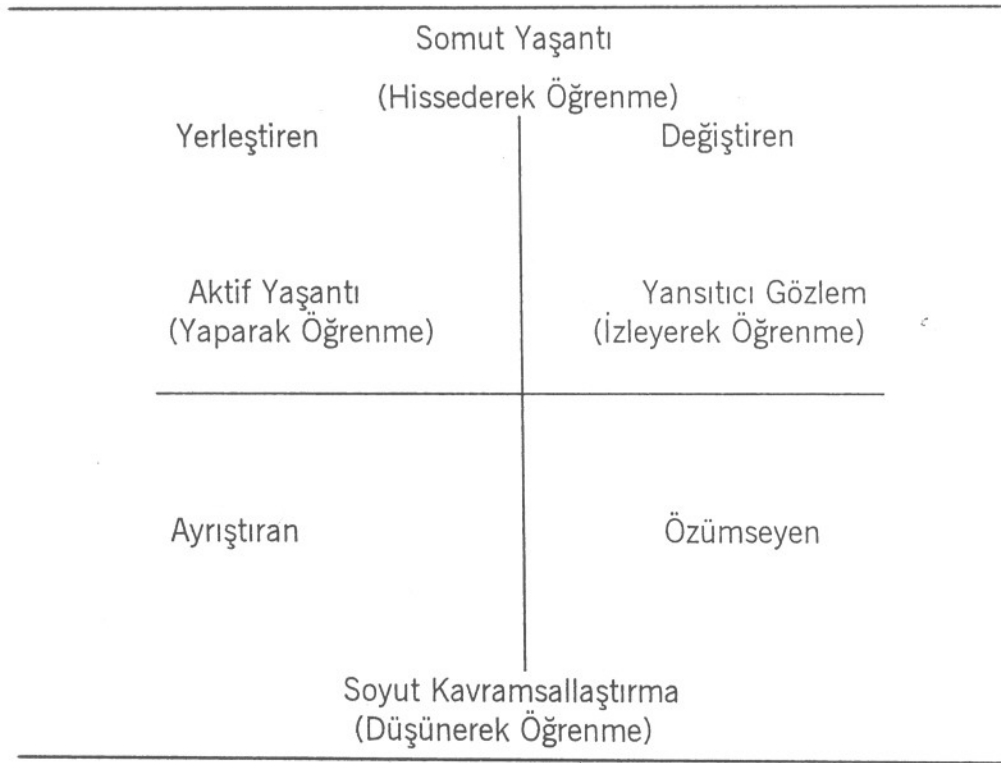 Somut Yaşantı
(Hissederek Öğrenme)
Yerleştiren
Değiştiren
Aktif Yaşantı
(Yaparak Öğrenme)
Yansıtıcı Gözlem
(İzleyerek Öğrenme)
Ayrıştıran
Özümseyen
Soyut Kavramsallaştırma
(Düşünerek Öğrenme)